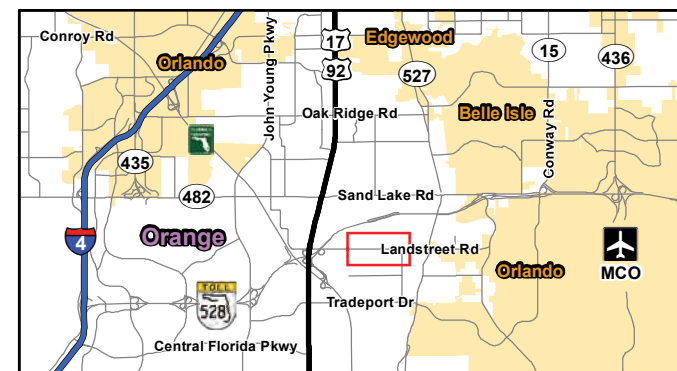 Conroy Rd
Orlando
John Young Pkwy
17
92
Edgewood
527
15
436
Oak Ridge Rd
Belle Isle
Conway Rd
435
482
Sand Lake Rd
4
Orange
Landstreet Rd
Orlando
MCO
TOLL
528
Tradeport Dr
Central Florida Pkwy